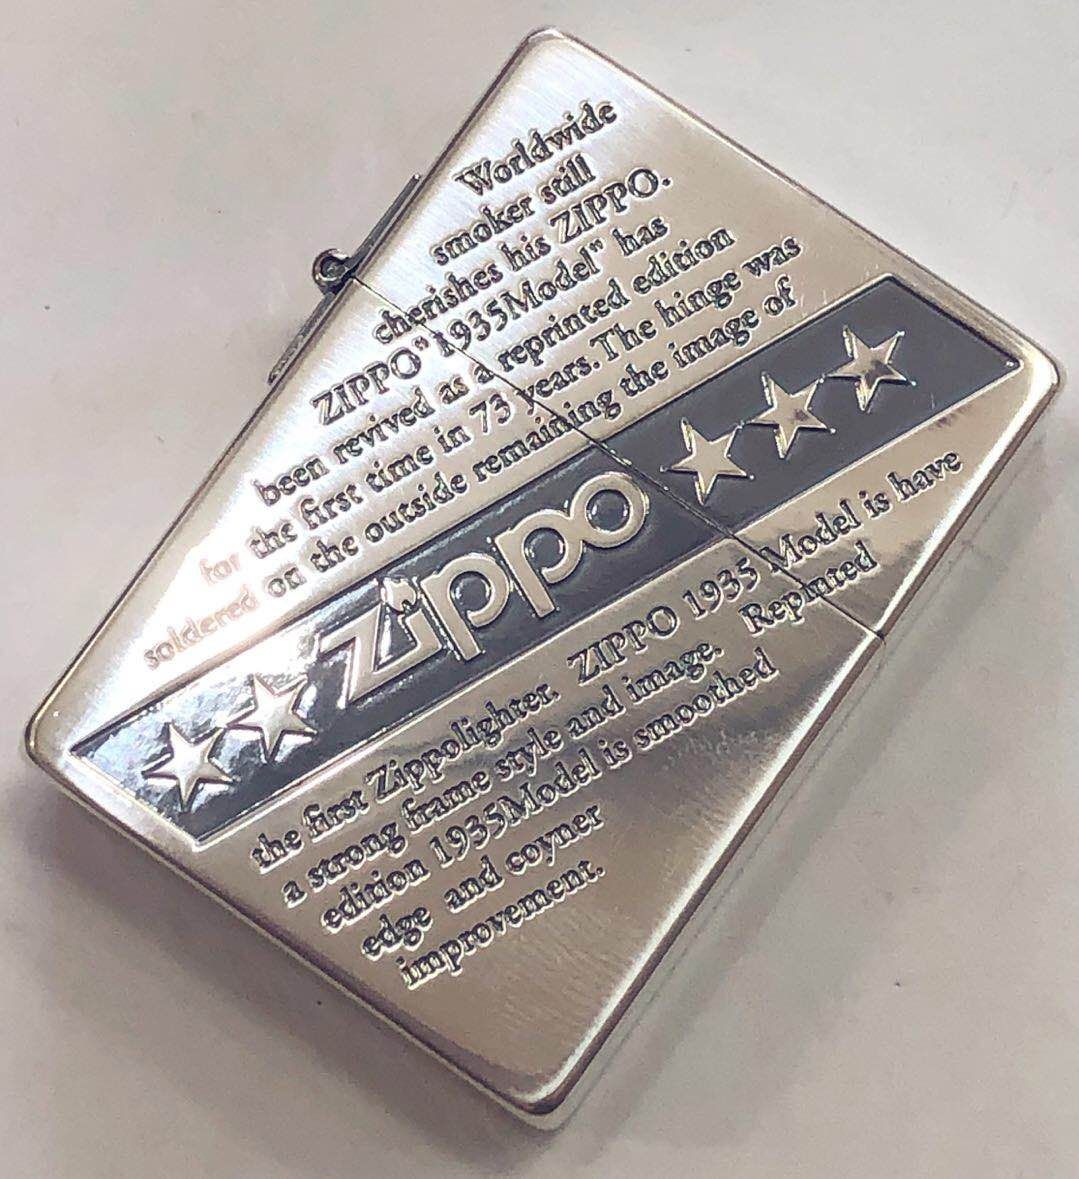 Worldwide
smoker still
cherishes his ZIPPO.
ZIPPO" 1935Model" has
been revived as a reprinted edition
for the first time in 73 years.The hinge was
soldered on the outside remaining the image of
Zippo
the first Zippolighter. ZIPPO 1935 Model is have
a strong frame style and image. Reprinted
edition 1935Model is smoothed
edge and coyner
improvement.